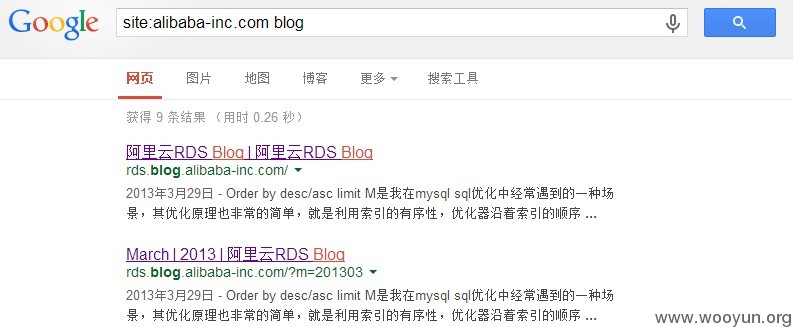 Google
site:alibaba-inc.com blog
网页 图片 地图 博客 更多 搜索工具
获得 9 条结果 （用时 0.26 秒）
阿里云RDS Blog | 阿里云RDS Blog
rds.blog.alibaba-inc.com/
2013年3月29日 - Order by desc/asc limit M是我在mysql sql优化中经常遇到的一种场
景，其优化原理也非常的简单，就是利用索引的有序性，优化器沿着索引的顺序 ...
March | 2013 | 阿里云RDS Blog
rds.blog.alibaba-inc.com/?m=201303
2013年3月29日 - Order by desc/asc limit M是我在mysql sql优化中经常遇到的一种场
景，其优化原理也非常的简单，就是利用索引的有序性，优化器沿着索引的顺序 ...
www.wooyun.org